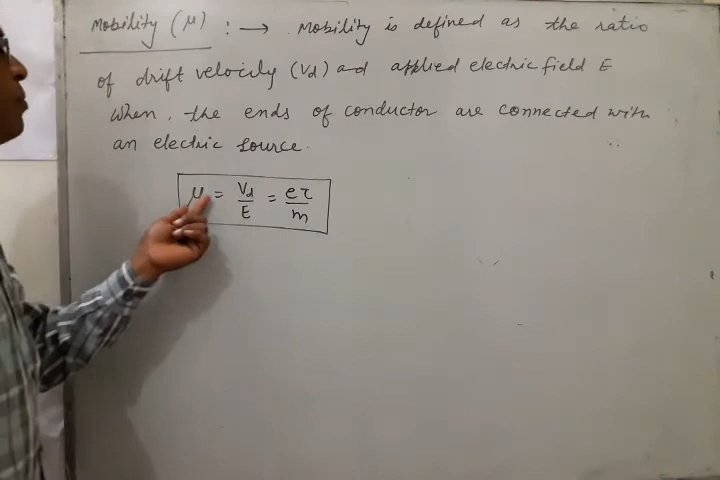 Mobility (μ) : → Mobility is defined as the ratio
of drift velocity (Vd) and applied electric field E
when, the ends of conductor are connected with
an electric source.
μ = Vd/E = eτ/m